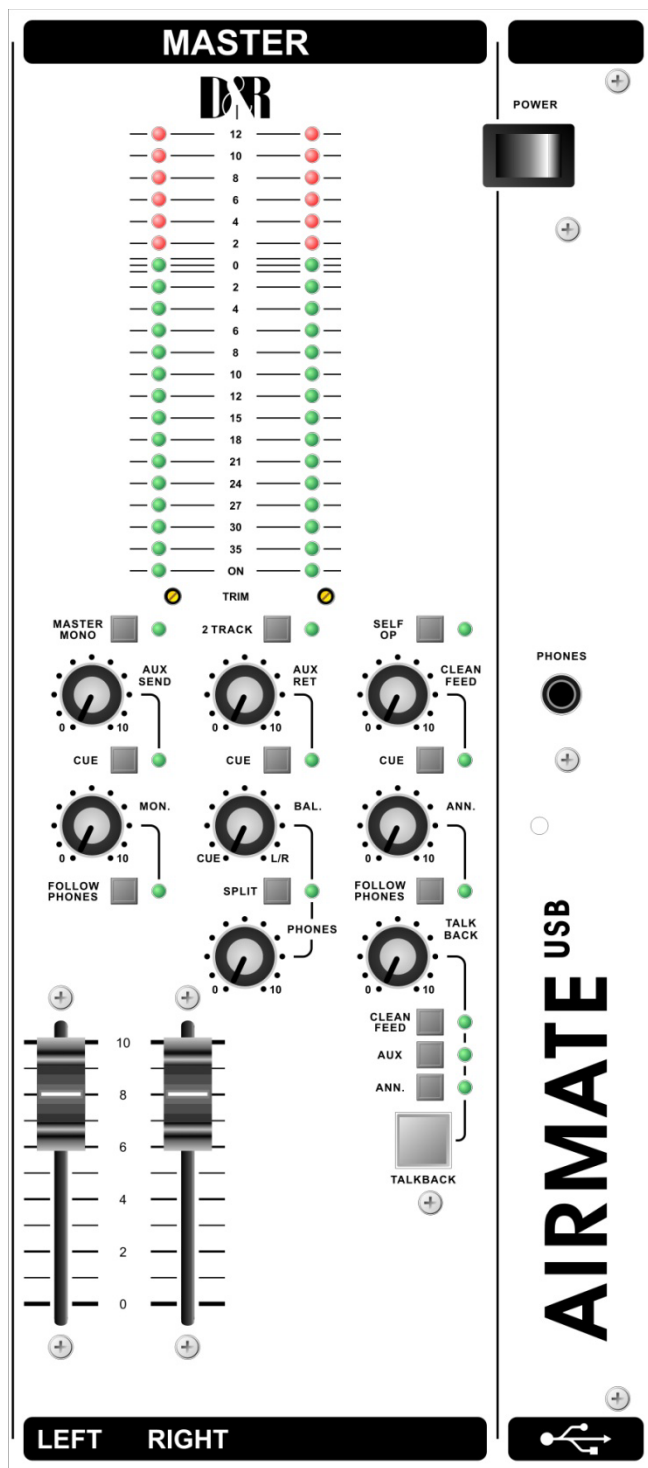 MASTER
D&R
POWER
12
10
8
6
4
2
0
2
4
6
8
10
12
15
18
21
24
27
30
35
ON
TRIM
MASTER
MONO
2 TRACK
SELF
OP
PHONES
AUX
SEND
AUX
RET
CLEAN
FEED
0 10
0 10
0 10
CUE
CUE
CUE
MON.
BAL.
ANN.
0 10
CUE L/R
0 10
FOLLOW
PHONES
SPLIT
FOLLOW
PHONES
PHONES
TALK
BACK
0 10
0 10
CLEAN
FEED
AUX
ANN.
TALKBACK
10
8
6
4
2
0
AIRMATE USB
LEFT RIGHT